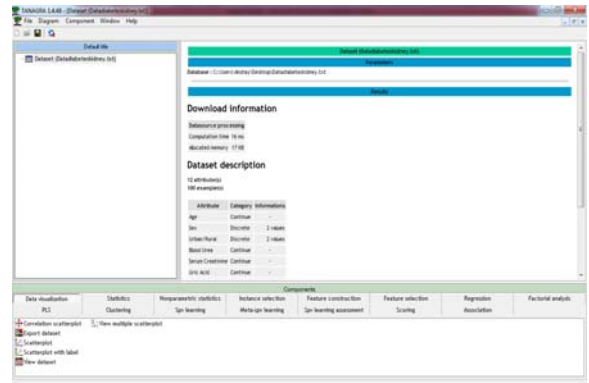 TANAGRA 1.4.48 - [Dataset (Datadiabeteskidney.txt)]
File Diagram Component Window Help
Default title
Dataset (Datadiabeteskidney.txt)
Dataset (Datadiabeteskidney.txt)
Parameters
Results
Download information
Datasource processing
Computation time 16 ms
Allocated memory 17 KB
Dataset description
12 attribute(s)
100 example(s)
Attribute Category Informations
Age Continue -
Sex Discrete 2 values
Urban/Rural Discrete 2 values
Blood Urea Continue -
Serum Creatinine Continue -
Uric Acid Continue -
Components
Data visualization Statistics Nonparametric statistics Instance selection Feature construction Feature selection Regression Factorial analysis
PLS Clustering Spv learning Meta-spv learning Spv learning assessment Scoring Association
Correlation scatterplot View multiple scatterplot
Export dataset
Scatterplot
Scatterplot with label
View dataset